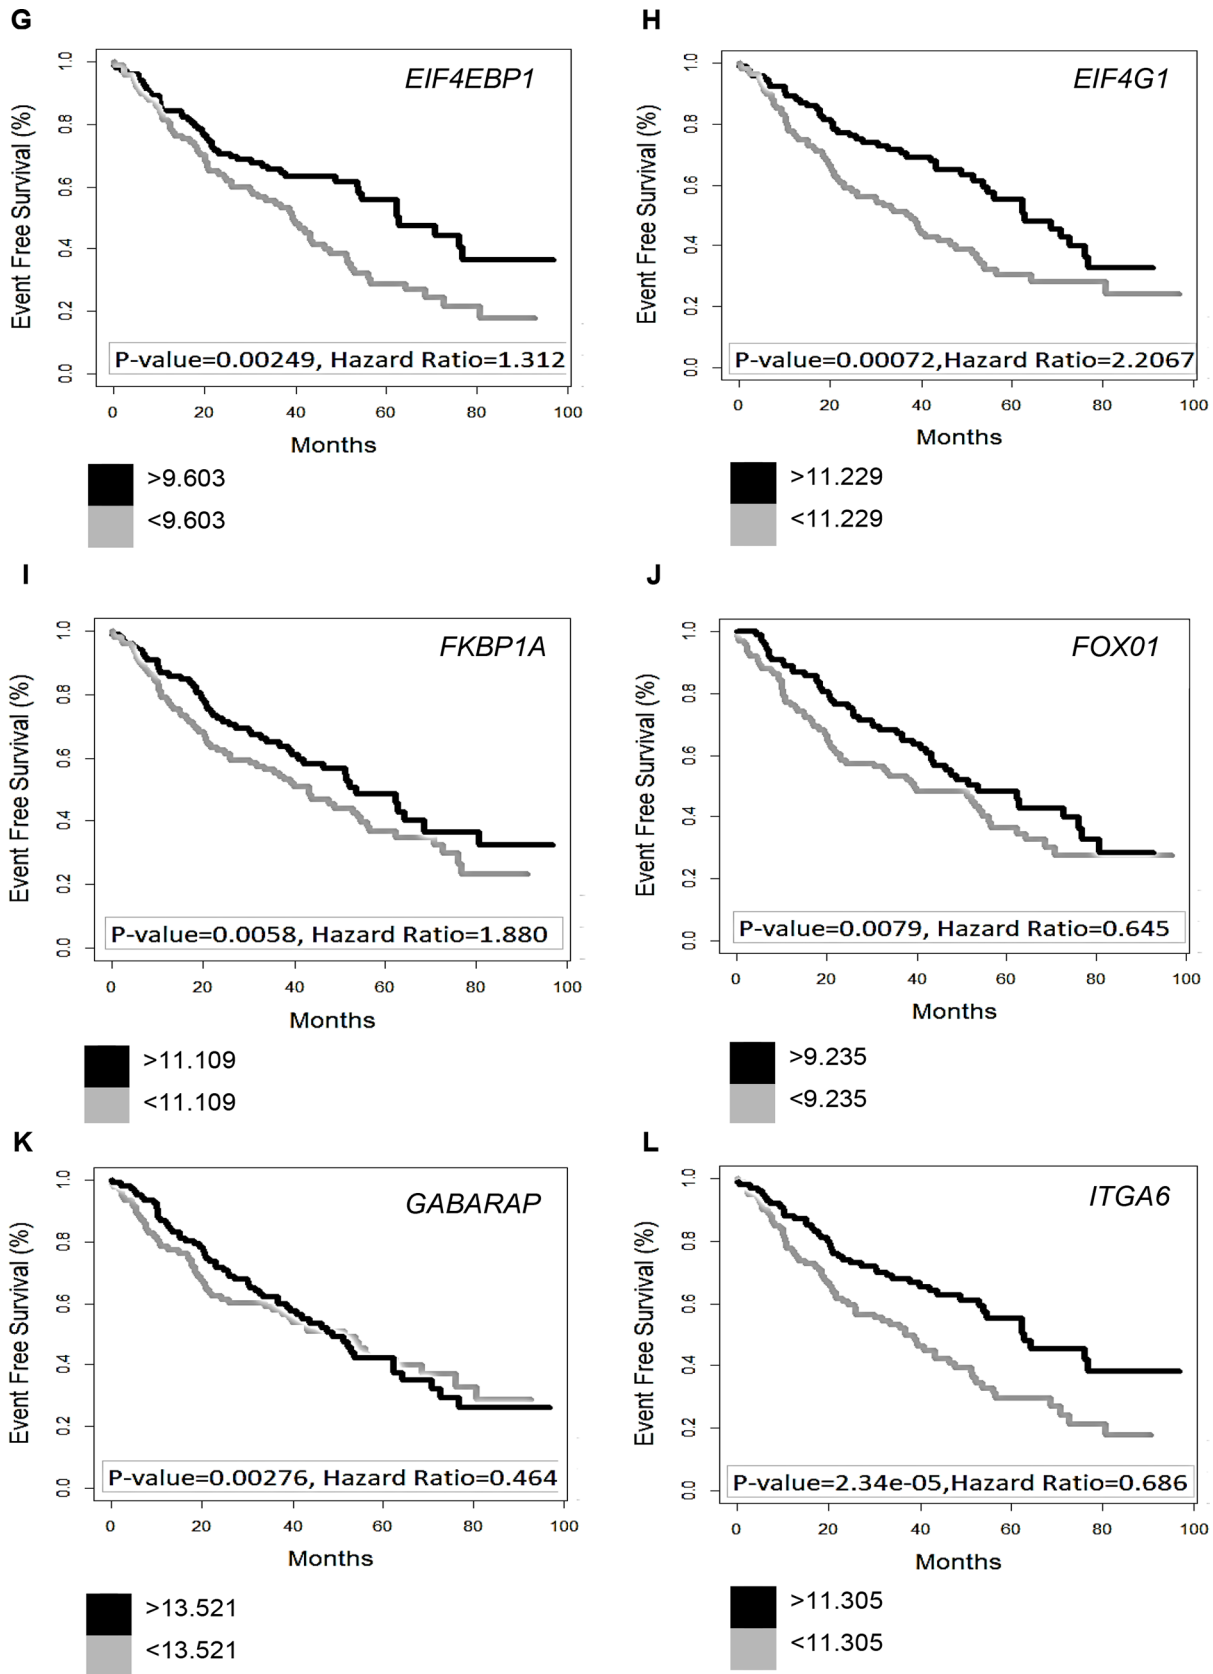 G
EIF4EBP1
Event Free Survival (%)
1.0
0.8
0.6
0.4
0.2
0.0
P-value=0.00249, Hazard Ratio=1.312
0 20 40 60 80 100
Months
>9.603
<9.603
H
EIF4G1
Event Free Survival (%)
1.0
0.8
0.6
0.4
0.2
0.0
P-value=0.00072,Hazard Ratio=2.2067
0 20 40 60 80 100
Months
>11.229
<11.229
I
FKBP1A
Event Free Survival (%)
1.0
0.8
0.6
0.4
0.2
0.0
P-value=0.0058, Hazard Ratio=1.880
0 20 40 60 80 100
Months
>11.109
<11.109
J
FOX01
Event Free Survival (%)
1.0
0.8
0.6
0.4
0.2
0.0
P-value=0.0079, Hazard Ratio=0.645
0 20 40 60 80 100
Months
>9.235
<9.235
K
GABARAP
Event Free Survival (%)
1.0
0.8
0.6
0.4
0.2
0.0
P-value=0.00276, Hazard Ratio=0.464
0 20 40 60 80 100
Months
>13.521
<13.521
L
ITGA6
Event Free Survival (%)
1.0
0.8
0.6
0.4
0.2
0.0
P-value=2.34e-05,Hazard Ratio=0.686
0 20 40 60 80 100
Months
>11.305
<11.305